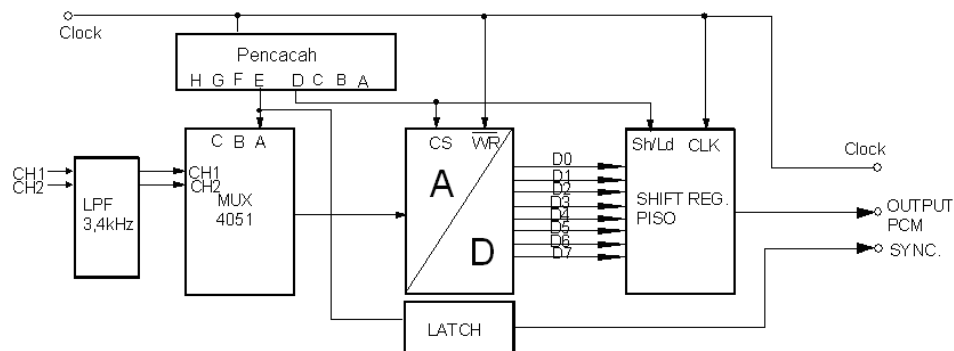 Clock
Pencacah
H G F E D C B A
C B A
CS WR
Sh/Ld CLK
Clock
CH1
CH2
LPF
3,4kHz
CH1
CH2
MUX
4051
A
D
D0
D1
D2
D3
D4
D5
D6
D7
SHIFT REG.
PISO
OUTPUT
PCM
SYNC.
LATCH